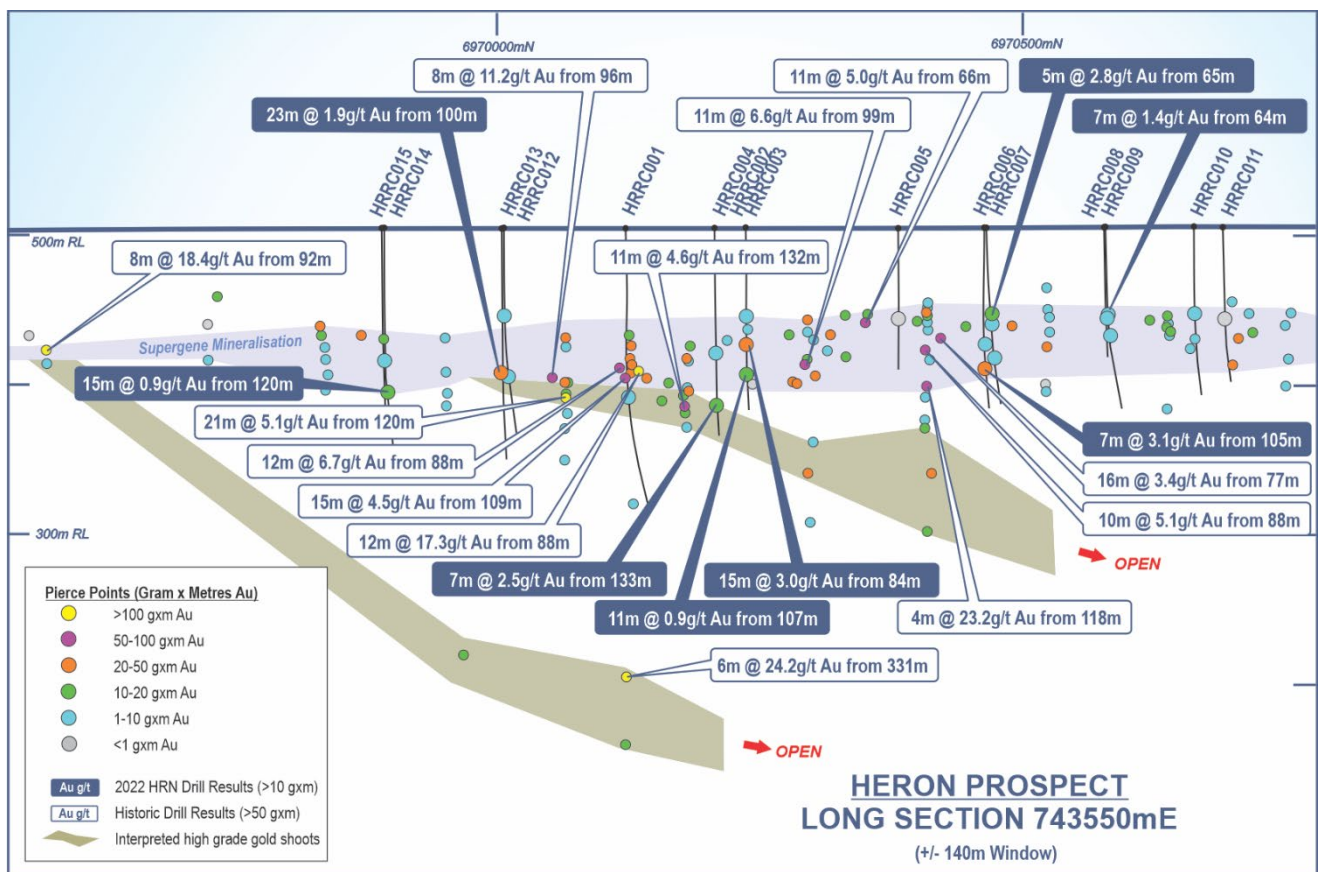 6970000mN
6970500mN
8m @ 11.2g/t Au from 96m
11m @ 5.0g/t Au from 66m
5m @ 2.8g/t Au from 65m
23m @ 1.9g/t Au from 100m
11m @ 6.6g/t Au from 99m
7m @ 1.4g/t Au from 64m
HRRC015
HRRC014
HRRC013
HRRC012
HRRC001
HRRC004
HRRC002
HRRC003
HRRC005
HRRC006
HRRC007
HRRC008
HRRC009
HRRC010
HRRC011
500m RL
8m @ 18.4g/t Au from 92m
11m @ 4.6g/t Au from 132m
Supergene Mineralisation
15m @ 0.9g/t Au from 120m
21m @ 5.1g/t Au from 120m
7m @ 3.1g/t Au from 105m
12m @ 6.7g/t Au from 88m
16m @ 3.4g/t Au from 77m
15m @ 4.5g/t Au from 109m
10m @ 5.1g/t Au from 88m
300m RL
12m @ 17.3g/t Au from 88m
OPEN
7m @ 2.5g/t Au from 133m
15m @ 3.0g/t Au from 84m
11m @ 0.9g/t Au from 107m
4m @ 23.2g/t Au from 118m
6m @ 24.2g/t Au from 331m
OPEN
Pierce Points (Gram x Metres Au)
>100 gxm Au
50-100 gxm Au
20-50 gxm Au
10-20 gxm Au
1-10 gxm Au
<1 gxm Au
Au g/t 2022 HRN Drill Results (>10 gxm)
Au g/t Historic Drill Results (>50 gxm)
Interpreted high grade gold shoots
HERON PROSPECT
LONG SECTION 743550mE
(+/- 140m Window)